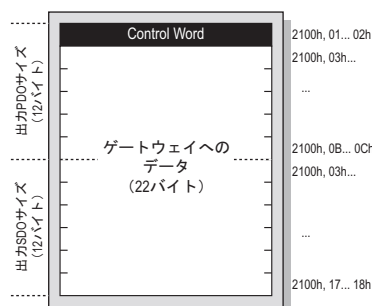 Control Word
2100h, 01... 02h
2100h, 03h...
...
出力PDOサイズ
(12バイト)
ゲートウェイへの
データ
(22バイト)
2100h, 0B... 0Ch
2100h, 03h...
出力SDOサイズ
(12バイト)
...
2100h, 17... 18h